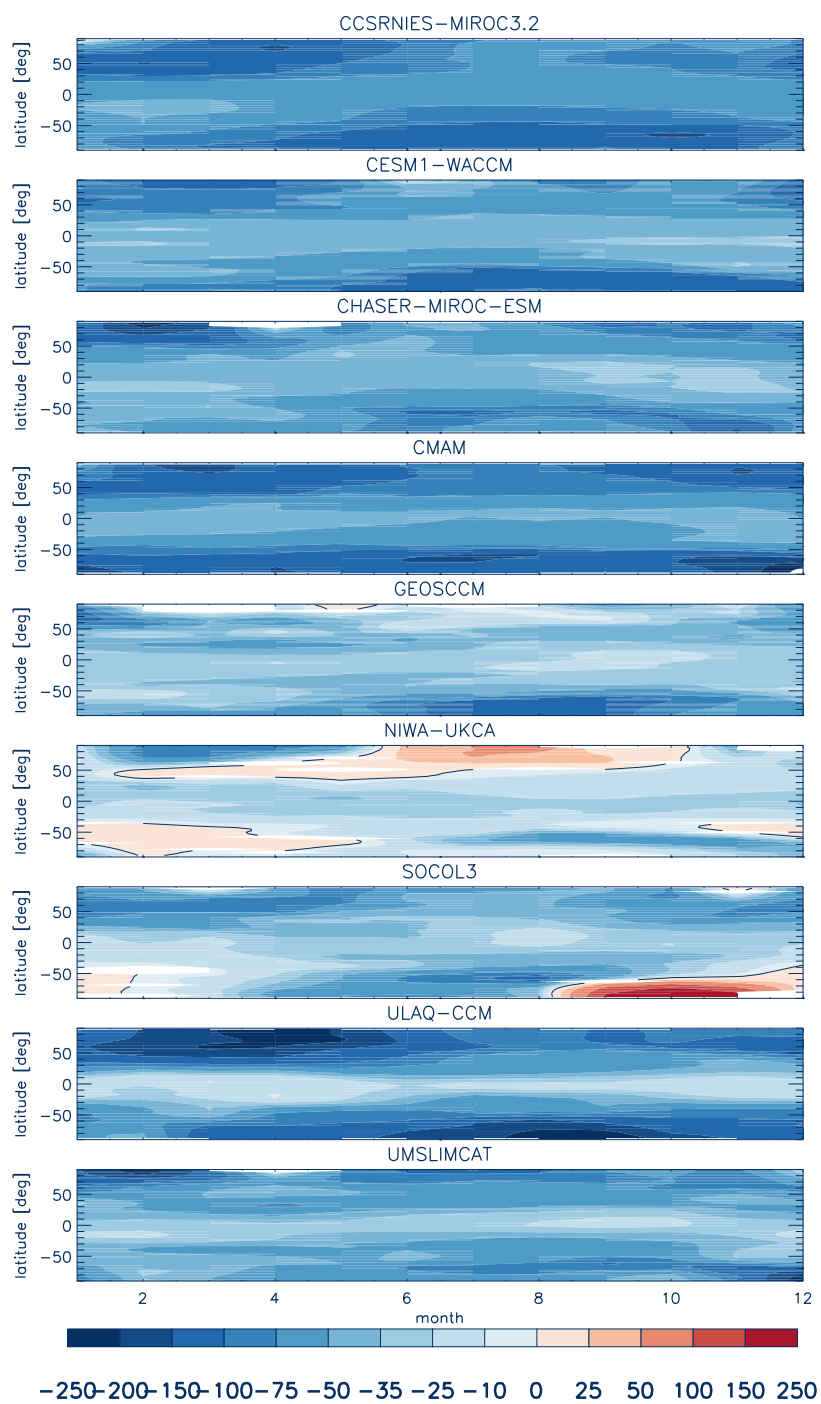 CCSRNIES−MIROC3.2
latitude [deg]
50
0
−50
CESM1−WACCM
latitude [deg]
50
0
−50
CHASER−MIROC−ESM
latitude [deg]
50
0
−50
CMAM
latitude [deg]
50
0
−50
GEOSCCM
latitude [deg]
50
0
−50
NIWA−UKCA
latitude [deg]
50
0
−50
SOCOL3
latitude [deg]
50
0
−50
ULAQ−CCM
latitude [deg]
50
0
−50
UMSLIMCAT
latitude [deg]
50
0
−50
2 4 6 8 10 12
month
−250 −200 −150 −100 −75 −50 −35 −25 −10 0 25 50 100 150 250